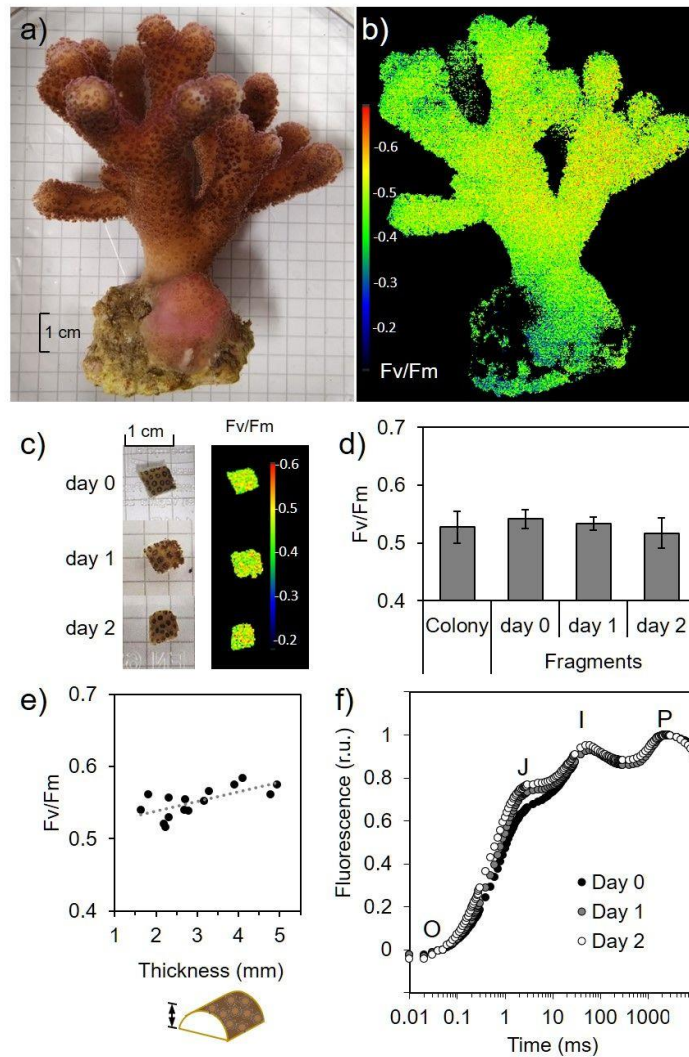 a)
1 cm
b)
-0.6
-0.5
-0.4
-0.3
-0.2
Fv/Fm
c)
1 cm
Fv/Fm
day 0
day 1
day 2
-0.6
-0.5
-0.4
-0.3
-0.2
d)
Fv/Fm
0.7
0.6
0.5
0.4
Colony
day 0
day 1
day 2
Fragments
e)
Fv/Fm
0.7
0.6
0.5
0.4
1
2
3
4
5
Thickness (mm)
f)
Fluorescence (r.u.)
1
0.8
0.6
0.4
0.2
0
O
J
I
P
Day 0
Day 1
Day 2
0.01
0.1
1
10
100
1000
Time (ms)